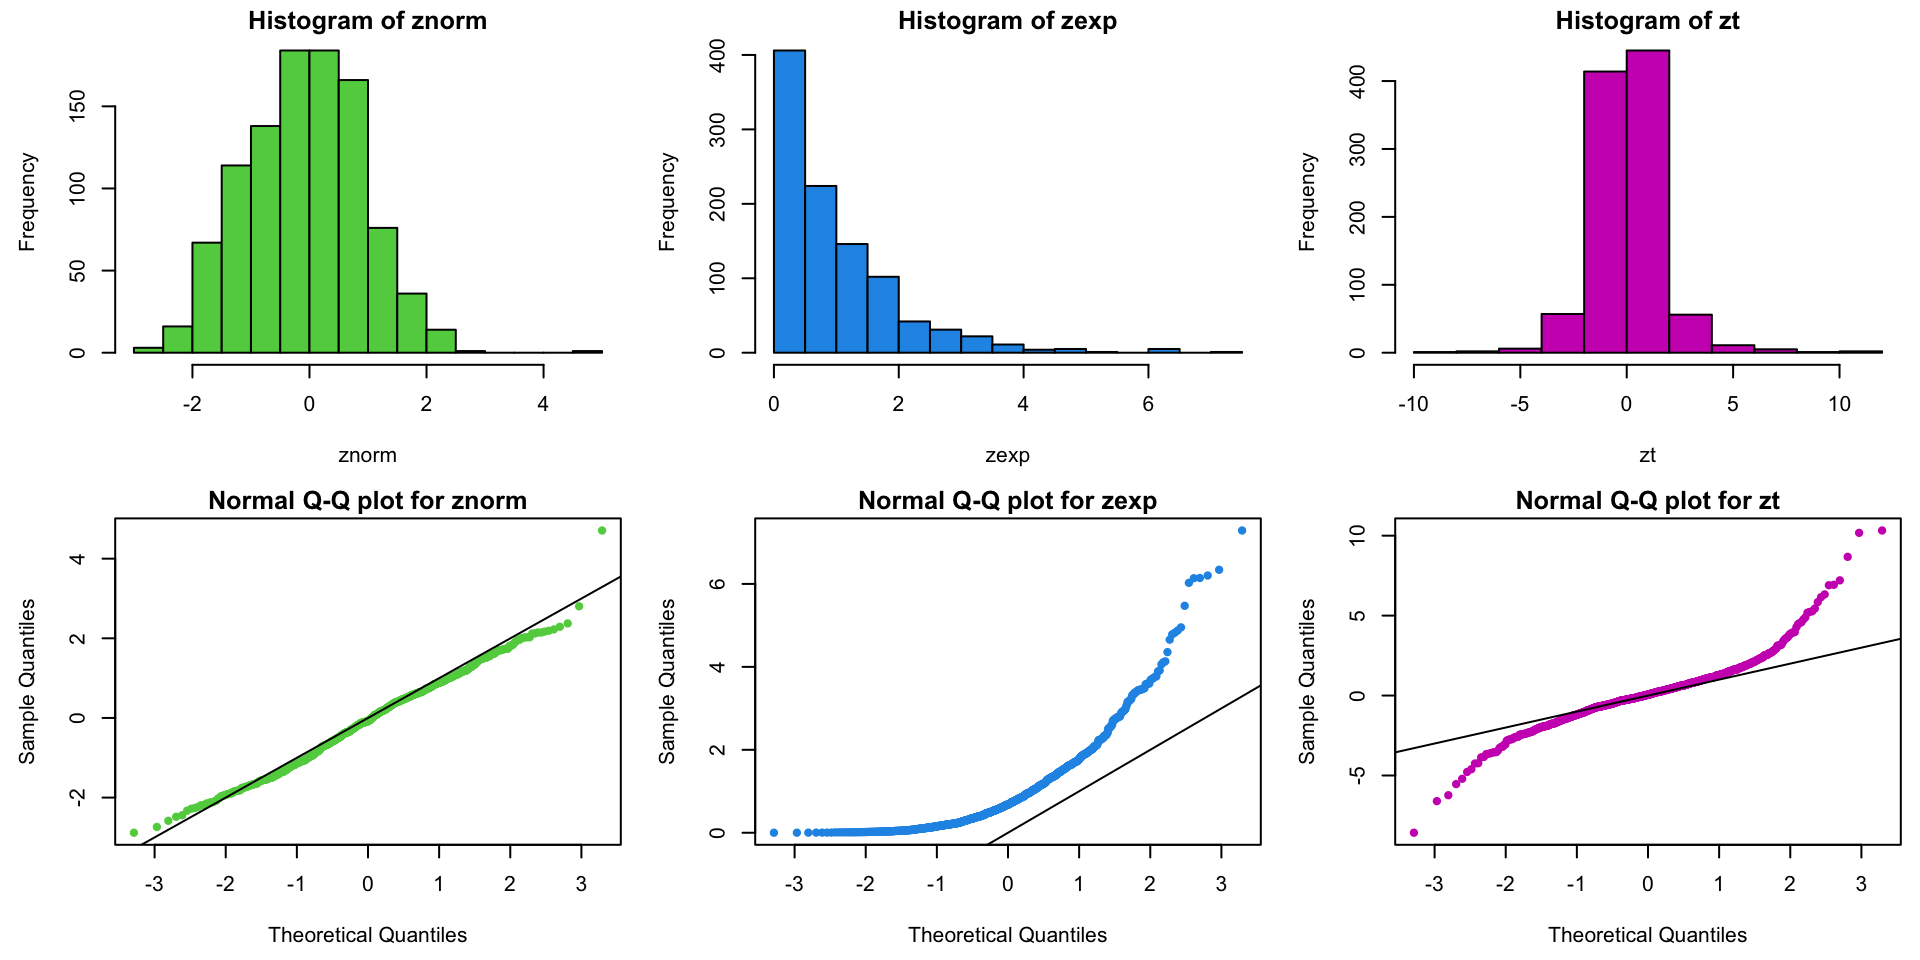 Histogram of znorm
Frequency
0 50 100 150
-2 0 2 4
znorm
Histogram of zexp
Frequency
0 100 200 300 400
0 2 4 6
zexp
Histogram of zt
Frequency
0 100 200 300 400
-10 -5 0 5 10
zt
Normal Q-Q plot for znorm
Sample Quantiles
-2 0 2 4
-3 -2 -1 0 1 2 3
Theoretical Quantiles
Normal Q-Q plot for zexp
Sample Quantiles
0 2 4 6
-3 -2 -1 0 1 2 3
Theoretical Quantiles
Normal Q-Q plot for zt
Sample Quantiles
-5 0 5 10
-3 -2 -1 0 1 2 3
Theoretical Quantiles